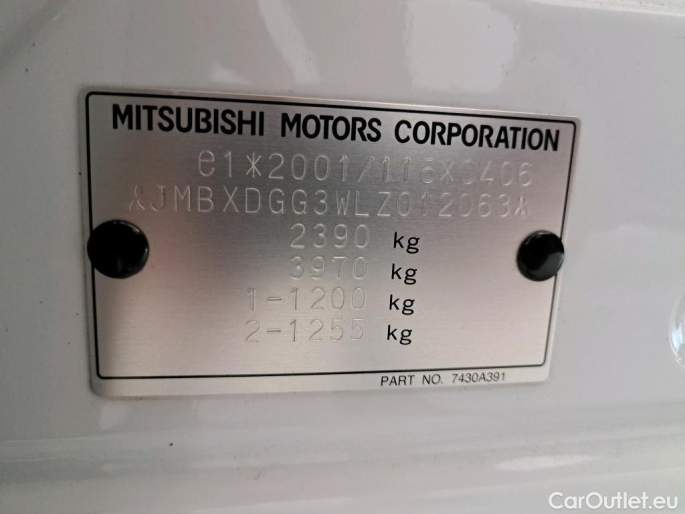 MITSUBISHI MOTORS CORPORATION
e1*2001/116*0406
*JMBXDGG3WLZ012063*
2390 kg
3970 kg
1-1200 kg
2-1255 kg
PART NO. 7430A391
CarOutlet.eu